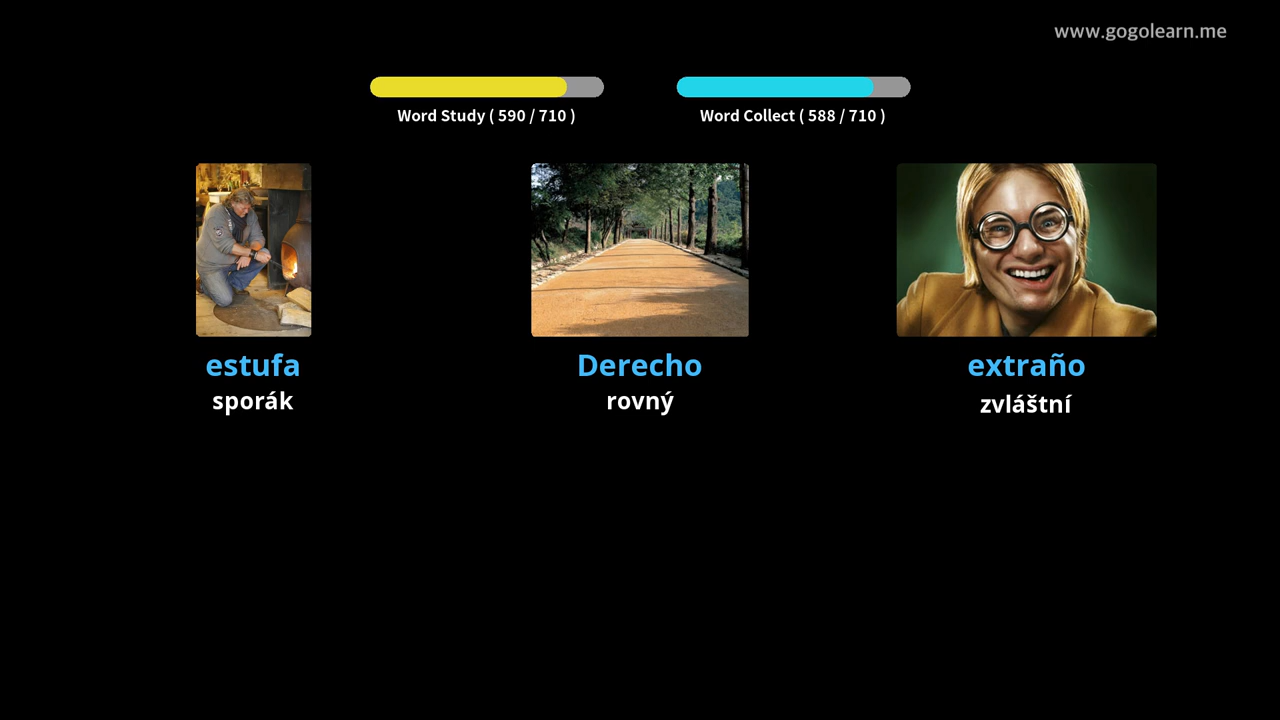 www.gogolearn.me
Word Study ( 590 / 710 )
Word Collect ( 588 / 710 )
estufa
sporák
Derecho
rovný
extraño
zvláštní